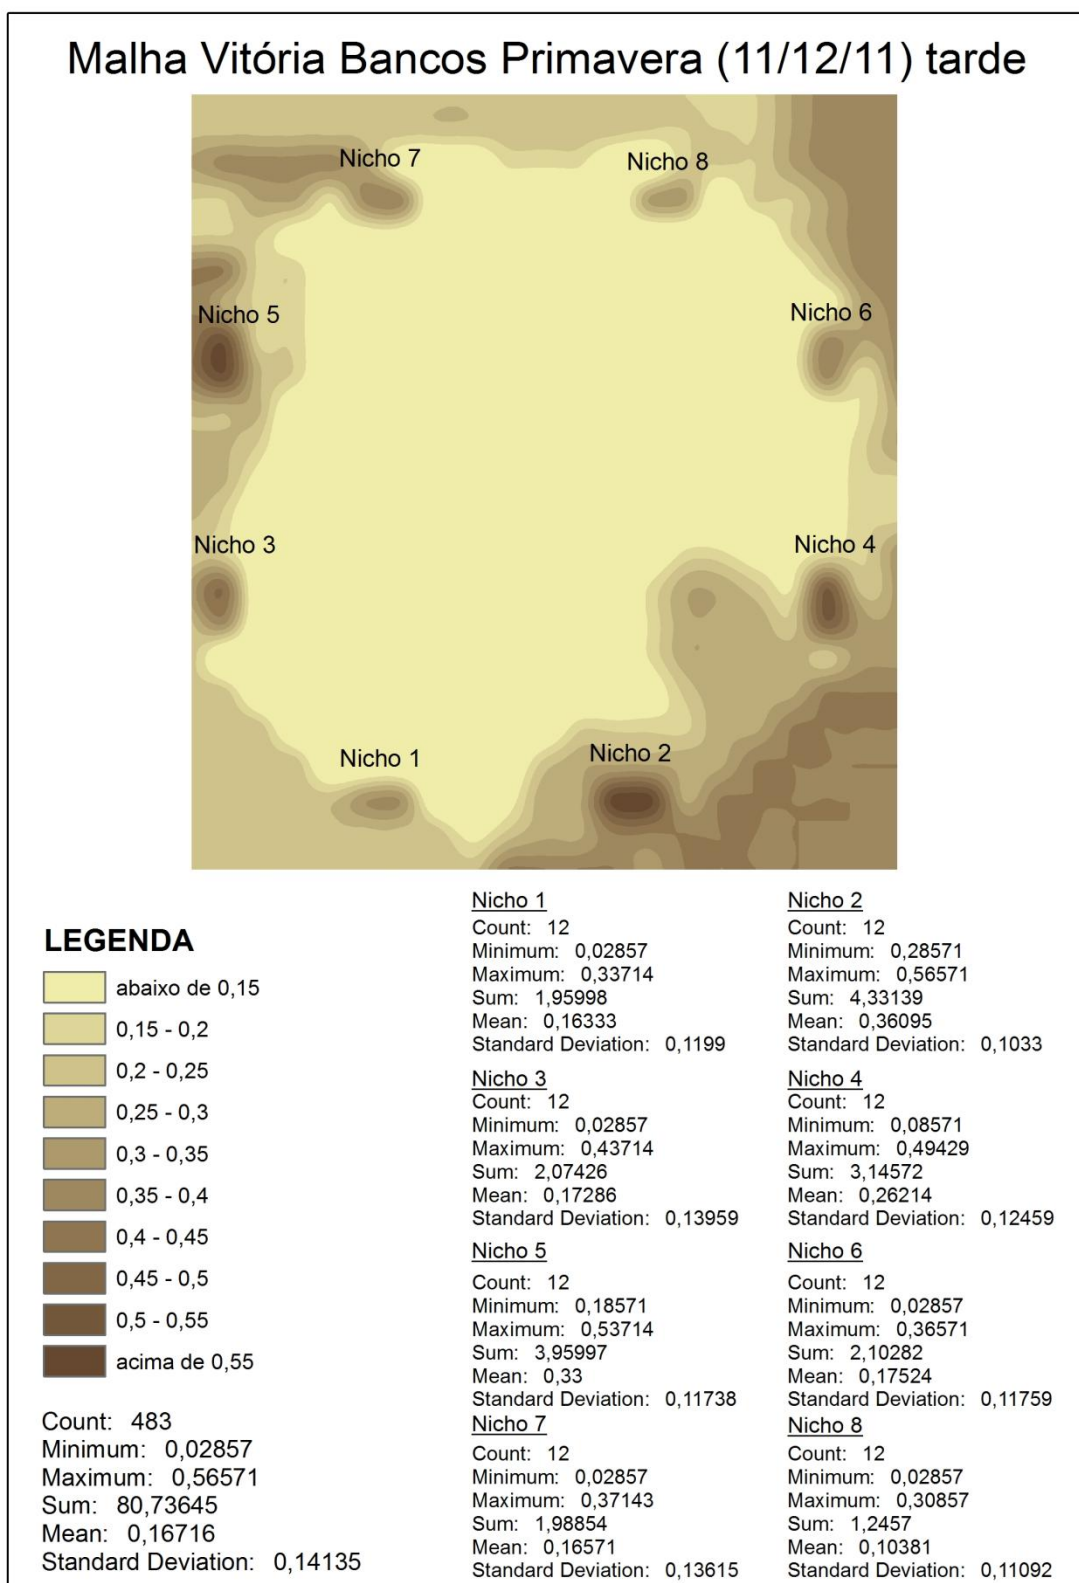 Malha Vitória Bancos Primavera (11/12/11) tarde
Nicho 7
Nicho 8
Nicho 5
Nicho 6
Nicho 3
Nicho 4
Nicho 1
Nicho 2
LEGENDA
abaixo de 0,15
0,15 - 0,2
0,2 - 0,25
0,25 - 0,3
0,3 - 0,35
0,35 - 0,4
0,4 - 0,45
0,45 - 0,5
0,5 - 0,55
acima de 0,55
Count: 483
Minimum: 0,02857
Maximum: 0,56571
Sum: 80,73645
Mean: 0,16716
Standard Deviation: 0,14135
Nicho 1
Count: 12
Minimum: 0,02857
Maximum: 0,33714
Sum: 1,95998
Mean: 0,16333
Standard Deviation: 0,1199
Nicho 2
Count: 12
Minimum: 0,28571
Maximum: 0,56571
Sum: 4,33139
Mean: 0,36095
Standard Deviation: 0,1033
Nicho 3
Count: 12
Minimum: 0,02857
Maximum: 0,43714
Sum: 2,07426
Mean: 0,17286
Standard Deviation: 0,13959
Nicho 4
Count: 12
Minimum: 0,08571
Maximum: 0,49429
Sum: 3,14572
Mean: 0,26214
Standard Deviation: 0,12459
Nicho 5
Count: 12
Minimum: 0,18571
Maximum: 0,53714
Sum: 3,95997
Mean: 0,33
Standard Deviation: 0,11738
Nicho 6
Count: 12
Minimum: 0,02857
Maximum: 0,36571
Sum: 2,10282
Mean: 0,17524
Standard Deviation: 0,11759
Nicho 7
Count: 12
Minimum: 0,02857
Maximum: 0,37143
Sum: 1,98854
Mean: 0,16571
Standard Deviation: 0,13615
Nicho 8
Count: 12
Minimum: 0,02857
Maximum: 0,30857
Sum: 1,2457
Mean: 0,10381
Standard Deviation: 0,11092